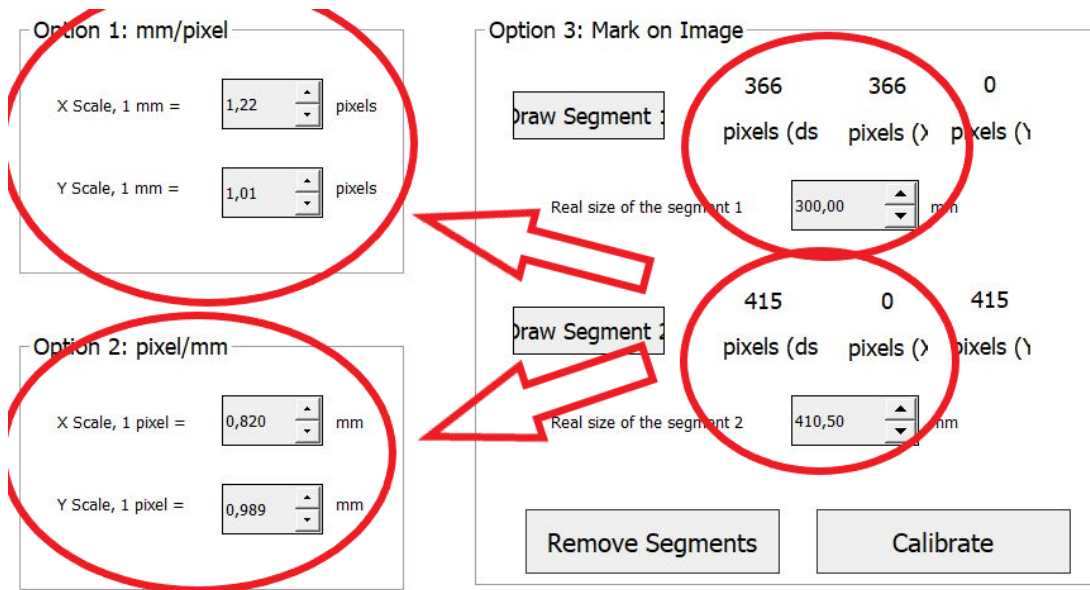 Option 1: mm/pixel
X Scale, 1 mm = 1,22 pixels
Y Scale, 1 mm = 1,01 pixels
Option 2: pixel/mm
X Scale, 1 pixel = 0,820 mm
Y Scale, 1 pixel = 0,989 mm
Option 3: Mark on Image
366 366 0
Draw Segment pixels (ds pixels (X pixels (Y
Real size of the segment 1 300,00 mm
415 0 415
Draw Segment 2 pixels (ds pixels (X pixels (Y
Real size of the segment 2 410,50 mm
Remove Segments Calibrate